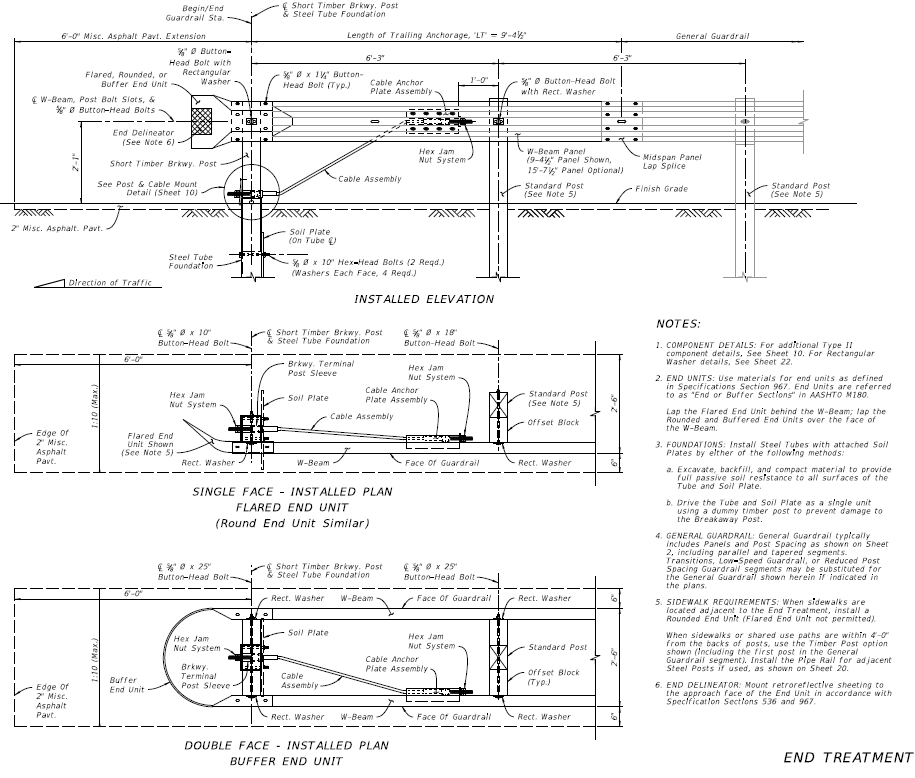 Begin/End
Guardrail Sta.
℄ Short Timber Brkwy. Post
& Steel Tube Foundation
6'-0" Misc. Asphalt Pavt. Extension
Length of Trailing Anchorage, 'LT' = 9'-4½"
General Guardrail
6'-3"
6'-3"
⅝" Ø Button-
Head Bolt with
Rectangular
Washer
Flared, Rounded, or
Buffer End Unit
⅝" Ø x 1¼" Button-
Head Bolt (Typ.)
Cable Anchor
Plate Assembly
1'-0"
⅝" Ø Button-Head Bolt
with Rect. Washer
℄ W-Beam, Post Bolt Slots, &
⅝" Ø Button-Head Bolts
End Delineator
(See Note 6)
2'-1"
Short Timber Brkwy. Post
See Post & Cable Mount
Detail (Sheet 10)
Hex Jam
Nut System
Cable Assembly
W-Beam Panel
(9-4½" Panel Shown,
15'-7½" Panel Optional)
Midspan Panel
Lap Splice
Standard Post
(See Note 5)
Finish Grade
Standard Post
(See Note 5)
2" Misc. Asphalt. Pavt.
Soil Plate
(On Tube ℄)
Steel Tube
Foundation
⅝" Ø x 10" Hex-Head Bolts (2 Reqd.)
(Washers Each Face, 4 Reqd.)
Direction of Traffic
INSTALLED ELEVATION
℄ ⅝" Ø x 10"
Button-Head Bolt
℄ Short Timber Brkwy. Post
& Steel Tube Foundation
℄ ⅝" Ø x 18"
Button-Head Bolt
6'-0"
Brkwy. Terminal
Post Sleeve
Hex Jam
Nut System
1:10 (Max.)
Hex Jam
Nut System
Soil Plate
Cable Anchor
Plate Assembly
Standard Post
(See Note 5)
2'-6"
Cable Assembly
Offset Block
Edge Of
2" Misc.
Asphalt
Pavt.
Flared End
Unit Shown
(See Note 5)
Rect. Washer
W-Beam
Face Of Guardrail
6"
SINGLE FACE - INSTALLED PLAN
FLARED END UNIT
(Round End Unit Similar)
℄ ⅝" Ø x 25"
Button-Head Bolt
℄ Short Timber Brkwy. Post
& Steel Tube Foundation
℄ ⅝" Ø x 25"
Button-Head Bolt
6'-0"
Rect. Washer
W-Beam
Face Of Guardrail
Rect. Washer
6"
1:10 (Max.)
Hex Jam
Nut System
Soil Plate
Hex Jam
Nut System
Standard Post
2'-6"
Brkwy.
Terminal
Post Sleeve
Cable Anchor
Plate Assembly
Cable
Assembly
Offset Block
(Typ.)
Edge Of
2" Misc.
Asphalt
Pavt.
Buffer
End Unit
Rect. Washer
W-Beam
Face Of Guardrail
Rect. Washer
6"
DOUBLE FACE - INSTALLED PLAN
BUFFER END UNIT
NOTES:
1. COMPONENT DETAILS: For additional Type II
component details, See Sheet 10. For Rectangular
Washer details, See Sheet 22.
2. END UNITS: Use materials for end units as defined
in Specifications Section 967. End Units are referred
to as "End or Buffer Sections" in AASHTO M180.
Lap the Flared End Unit behind the W-Beam; lap the
Rounded and Buffered End Units over the face of
the W-Beam.
3. FOUNDATIONS: Install Steel Tubes with attached Soil
Plates by either of the following methods:
a. Excavate, backfill, and compact material to provide
full passive soil resistance to all surfaces of the
Tube and Soil Plate.
b. Drive the Tube and Soil Plate as a single unit
using a dummy timber post to prevent damage to
the Breakaway Post.
4. GENERAL GUARDRAIL: General Guardrail typically
includes Panels and Post Spacing as shown on Sheet
2, including parallel and tapered segments.
Transitions, Low-Speed Guardrail, or Reduced Post
Spacing Guardrail segments may be substituted for
the General Guardrail shown herein if indicated in
the plans.
5. SIDEWALK REQUIREMENTS: When sidewalks are
located adjacent to the End Treatment, install a
Rounded End Unit (Flared End Unit not permitted).
When sidewalks or shared use paths are within 4'-0"
from the backs of posts, use the Timber Post option
shown (including the first post in the General
Guardrail segment). Install the Pipe Rail for adjacent
Steel Posts if used, as shown on Sheet 20.
6. END DELINEATOR: Mount retroreflective sheeting to
the approach face of the End Unit in accordance with
Specification Sections 536 and 967.
END TREATMENT